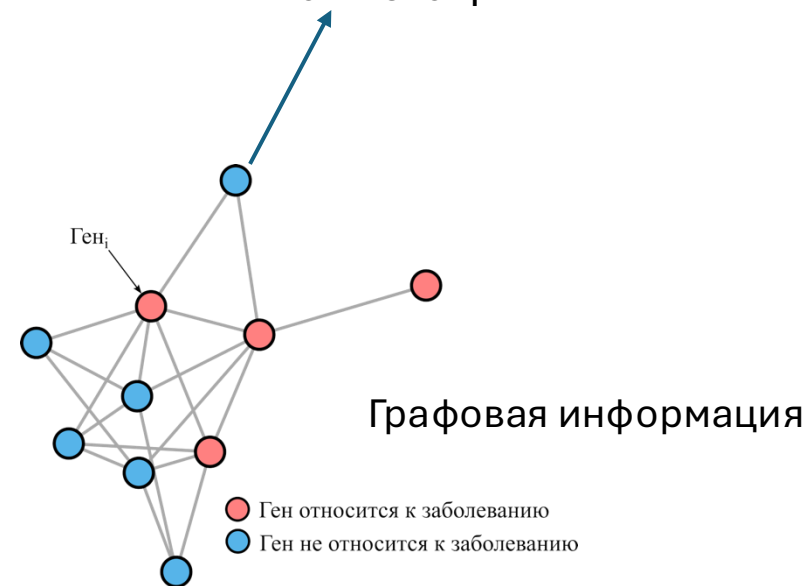 Ген_i
Графовая информация
Ген относится к заболеванию
Ген не относится к заболеванию